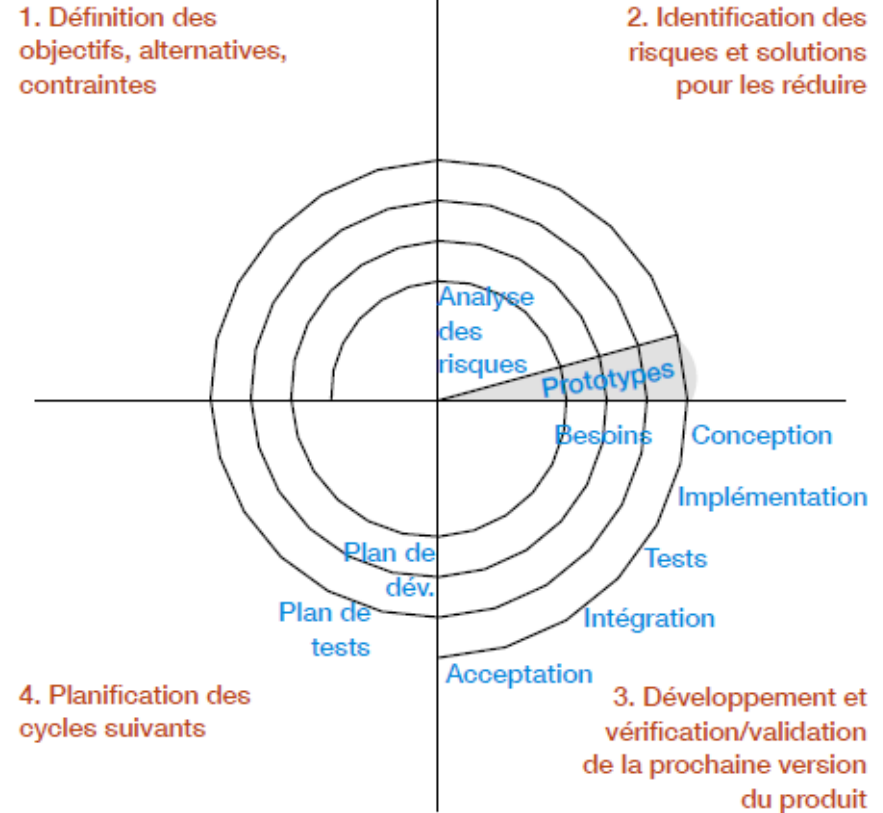 1. Définition des
objectifs, alternatives,
contraintes
2. Identification des
risques et solutions
pour les réduire
Analyse
des
risques
Prototypes
Besoins
Conception
Implémentation
Tests
Intégration
Acceptation
Plan de
dév.
Plan de
tests
3. Développement et
vérification/validation
de la prochaine version
du produit
4. Planification des
cycles suivants